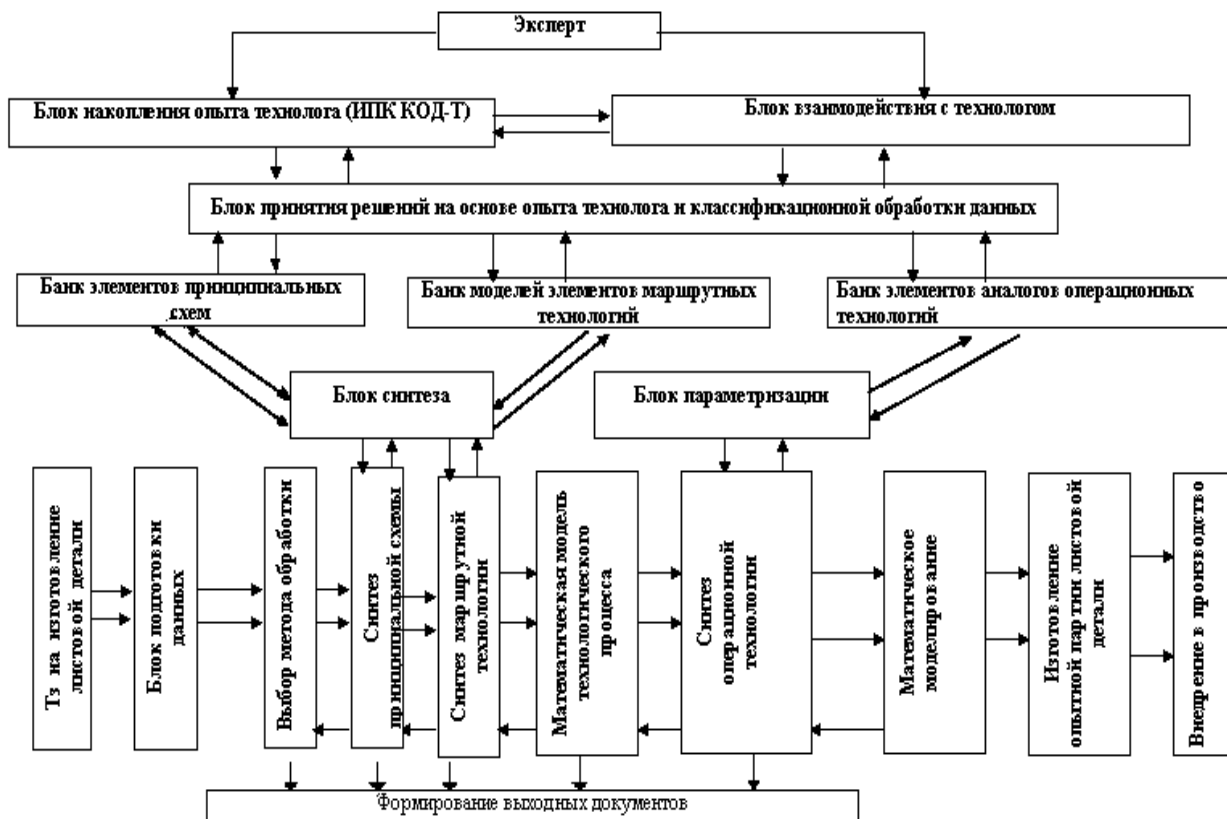 Эксперт
Блок накопления опыта технолога (ИПК КОД-Т)
Блок взаимодействия с технологом
Блок принятия решений на основе опыта технолога и классификационной обработки данных
Банк элементов принципиальных
схем
Банк моделей элементов маршрутных
технологий
Банк элементов аналогов операционных
технологий
Блок синтеза
Блок параметризации
Тз на изготовление
листовой детали
Блок подготовки
данных
Выбор метода обработки
Синтез
принципиальной схемы
Синтез маршрутной
технологии
Математическая модель
технологического
процесса
Синтез
операционной
технологии
Математическое
моделирование
Изготовление
опытной партии листовой
детали
Внедрение в производство
Формирование выходных документов